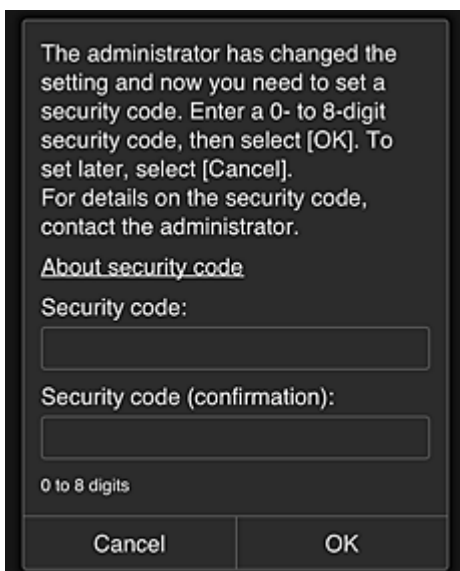 The administrator has changed the
setting and now you need to set a
security code. Enter a 0- to 8-digit
security code, then select [OK]. To
set later, select [Cancel].
For details on the security code,
contact the administrator.
About security code
Security code:
Security code (confirmation):
0 to 8 digits
Cancel
OK